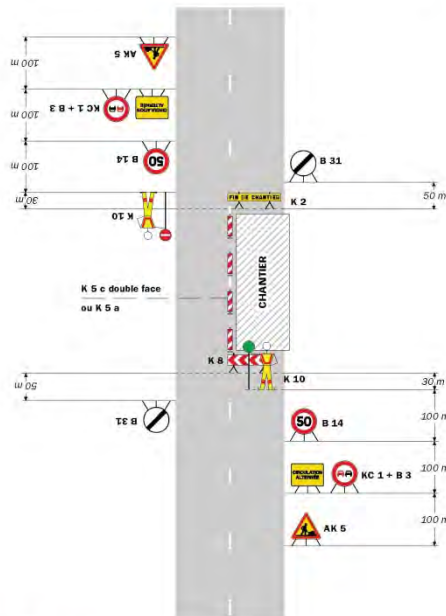 100 m
AK 5
100 m
KC 1 + B 3
CIRCULATION
ALTERNÉE
100 m
50
B 14
30 m
K 10
B 31
50 m
FIN DE CHANTIER
K 2
CHANTIER
K 5 c double face
ou K 5 a
K 8
K 10
50 m
B 31
30 m
50
B 14
100 m
CIRCULATION
ALTERNÉE
KC 1 + B 3
100 m
AK 5
100 m